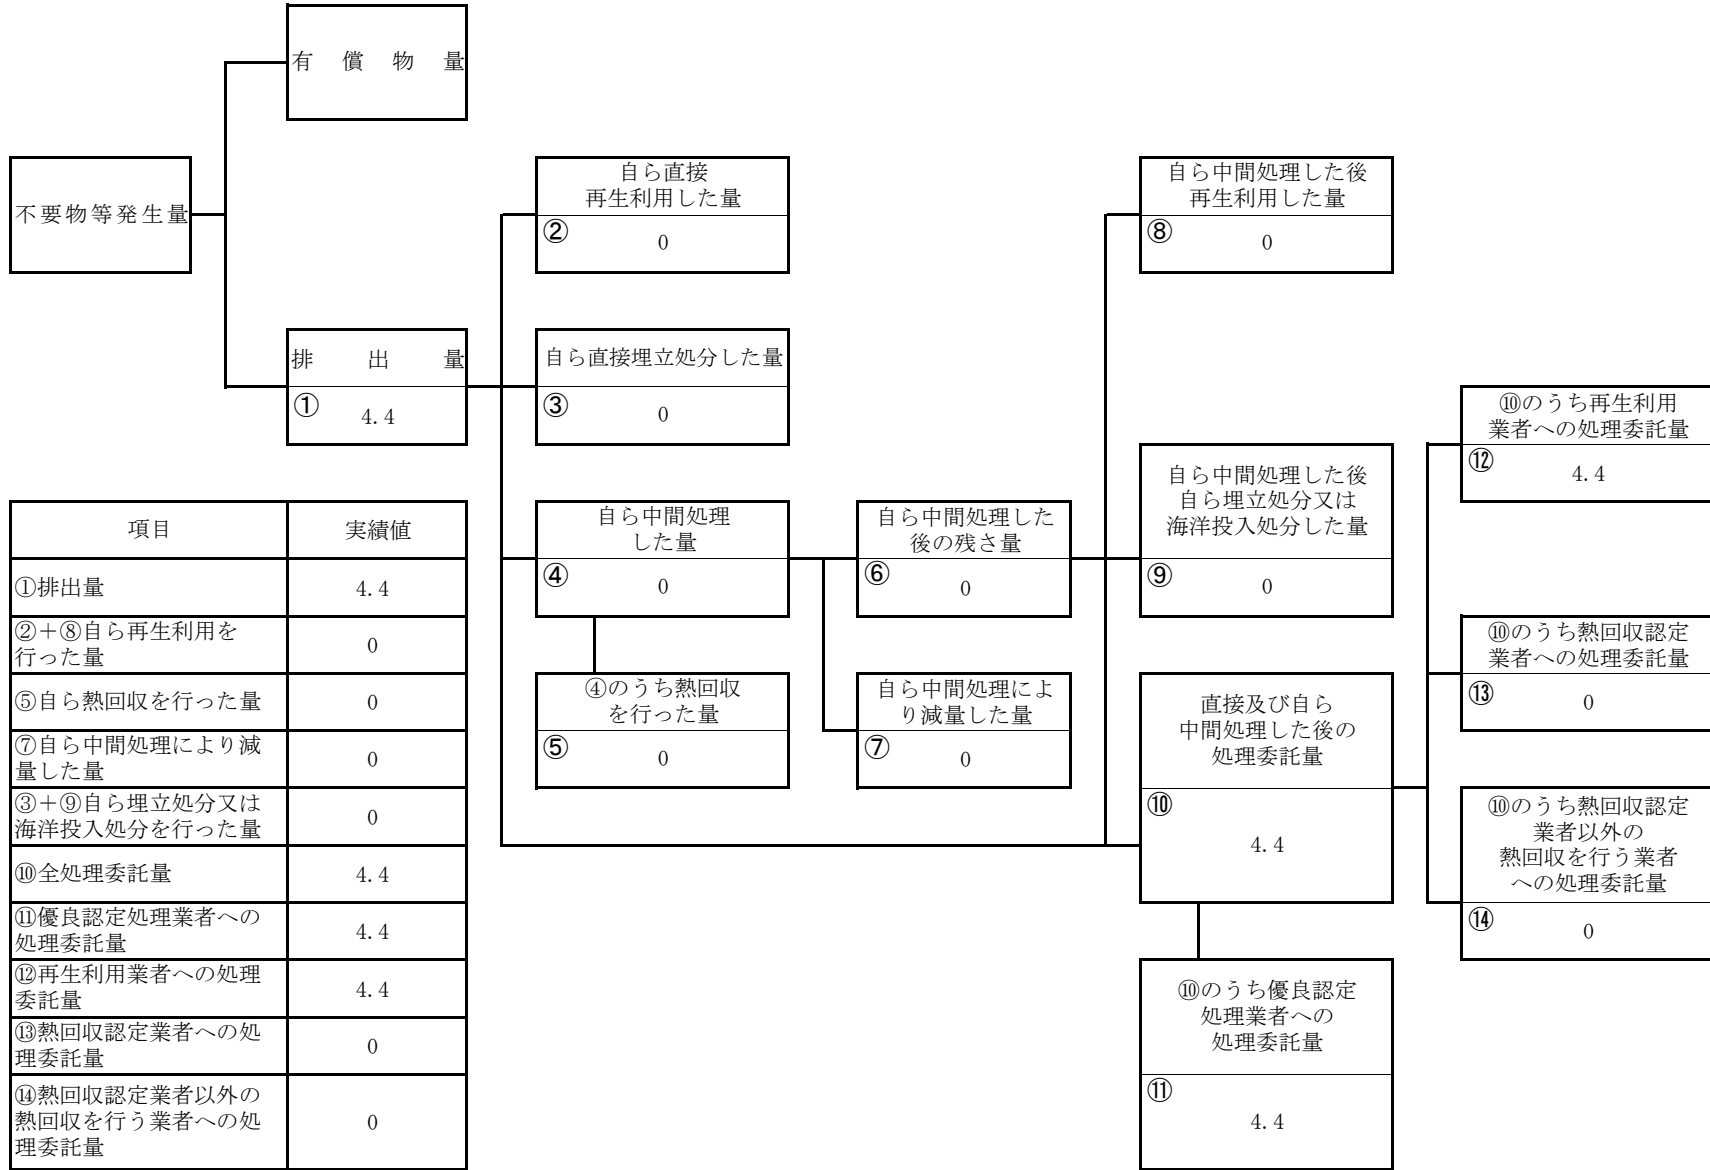 有償物量
不要物等発生量
排出量
①
4.4
自ら直接
再生利用した量
②
0
自ら直接埋立処分した量
③
0
自ら中間処理
した量
④
0
④のうち熱回収
を行った量
⑤
0
自ら中間処理した
後の残さ量
⑥
0
自ら中間処理によ
り減量した量
⑦
0
自ら中間処理した後
再生利用した量
⑧
0
自ら中間処理した後
自ら埋立処分又は
海洋投入処分した量
⑨
0
直接及び自ら
中間処理した後の
処理委託量
⑩
4.4
⑩のうち優良認定
処理業者への
処理委託量
⑪
4.4
⑩のうち再生利用
業者への処理委託量
⑫
4.4
⑩のうち熱回収認定
業者への処理委託量
⑬
0
⑩のうち熱回収認定
業者以外の
熱回収を行う業者
への処理委託量
⑭
0
項目 実績値
①排出量 4.4
②＋⑧自ら再生利用を
行った量 0
⑤自ら熱回収を行った量 0
⑦自ら中間処理により減
量した量 0
③＋⑨自ら埋立処分又は
海洋投入処分を行った量 0
⑩全処理委託量 4.4
⑪優良認定処理業者への
処理委託量 4.4
⑫再生利用業者への処理
委託量 4.4
⑬熱回収認定業者への処
理委託量 0
⑭熱回収認定業者以外の
熱回収を行う業者への処
理委託量 0